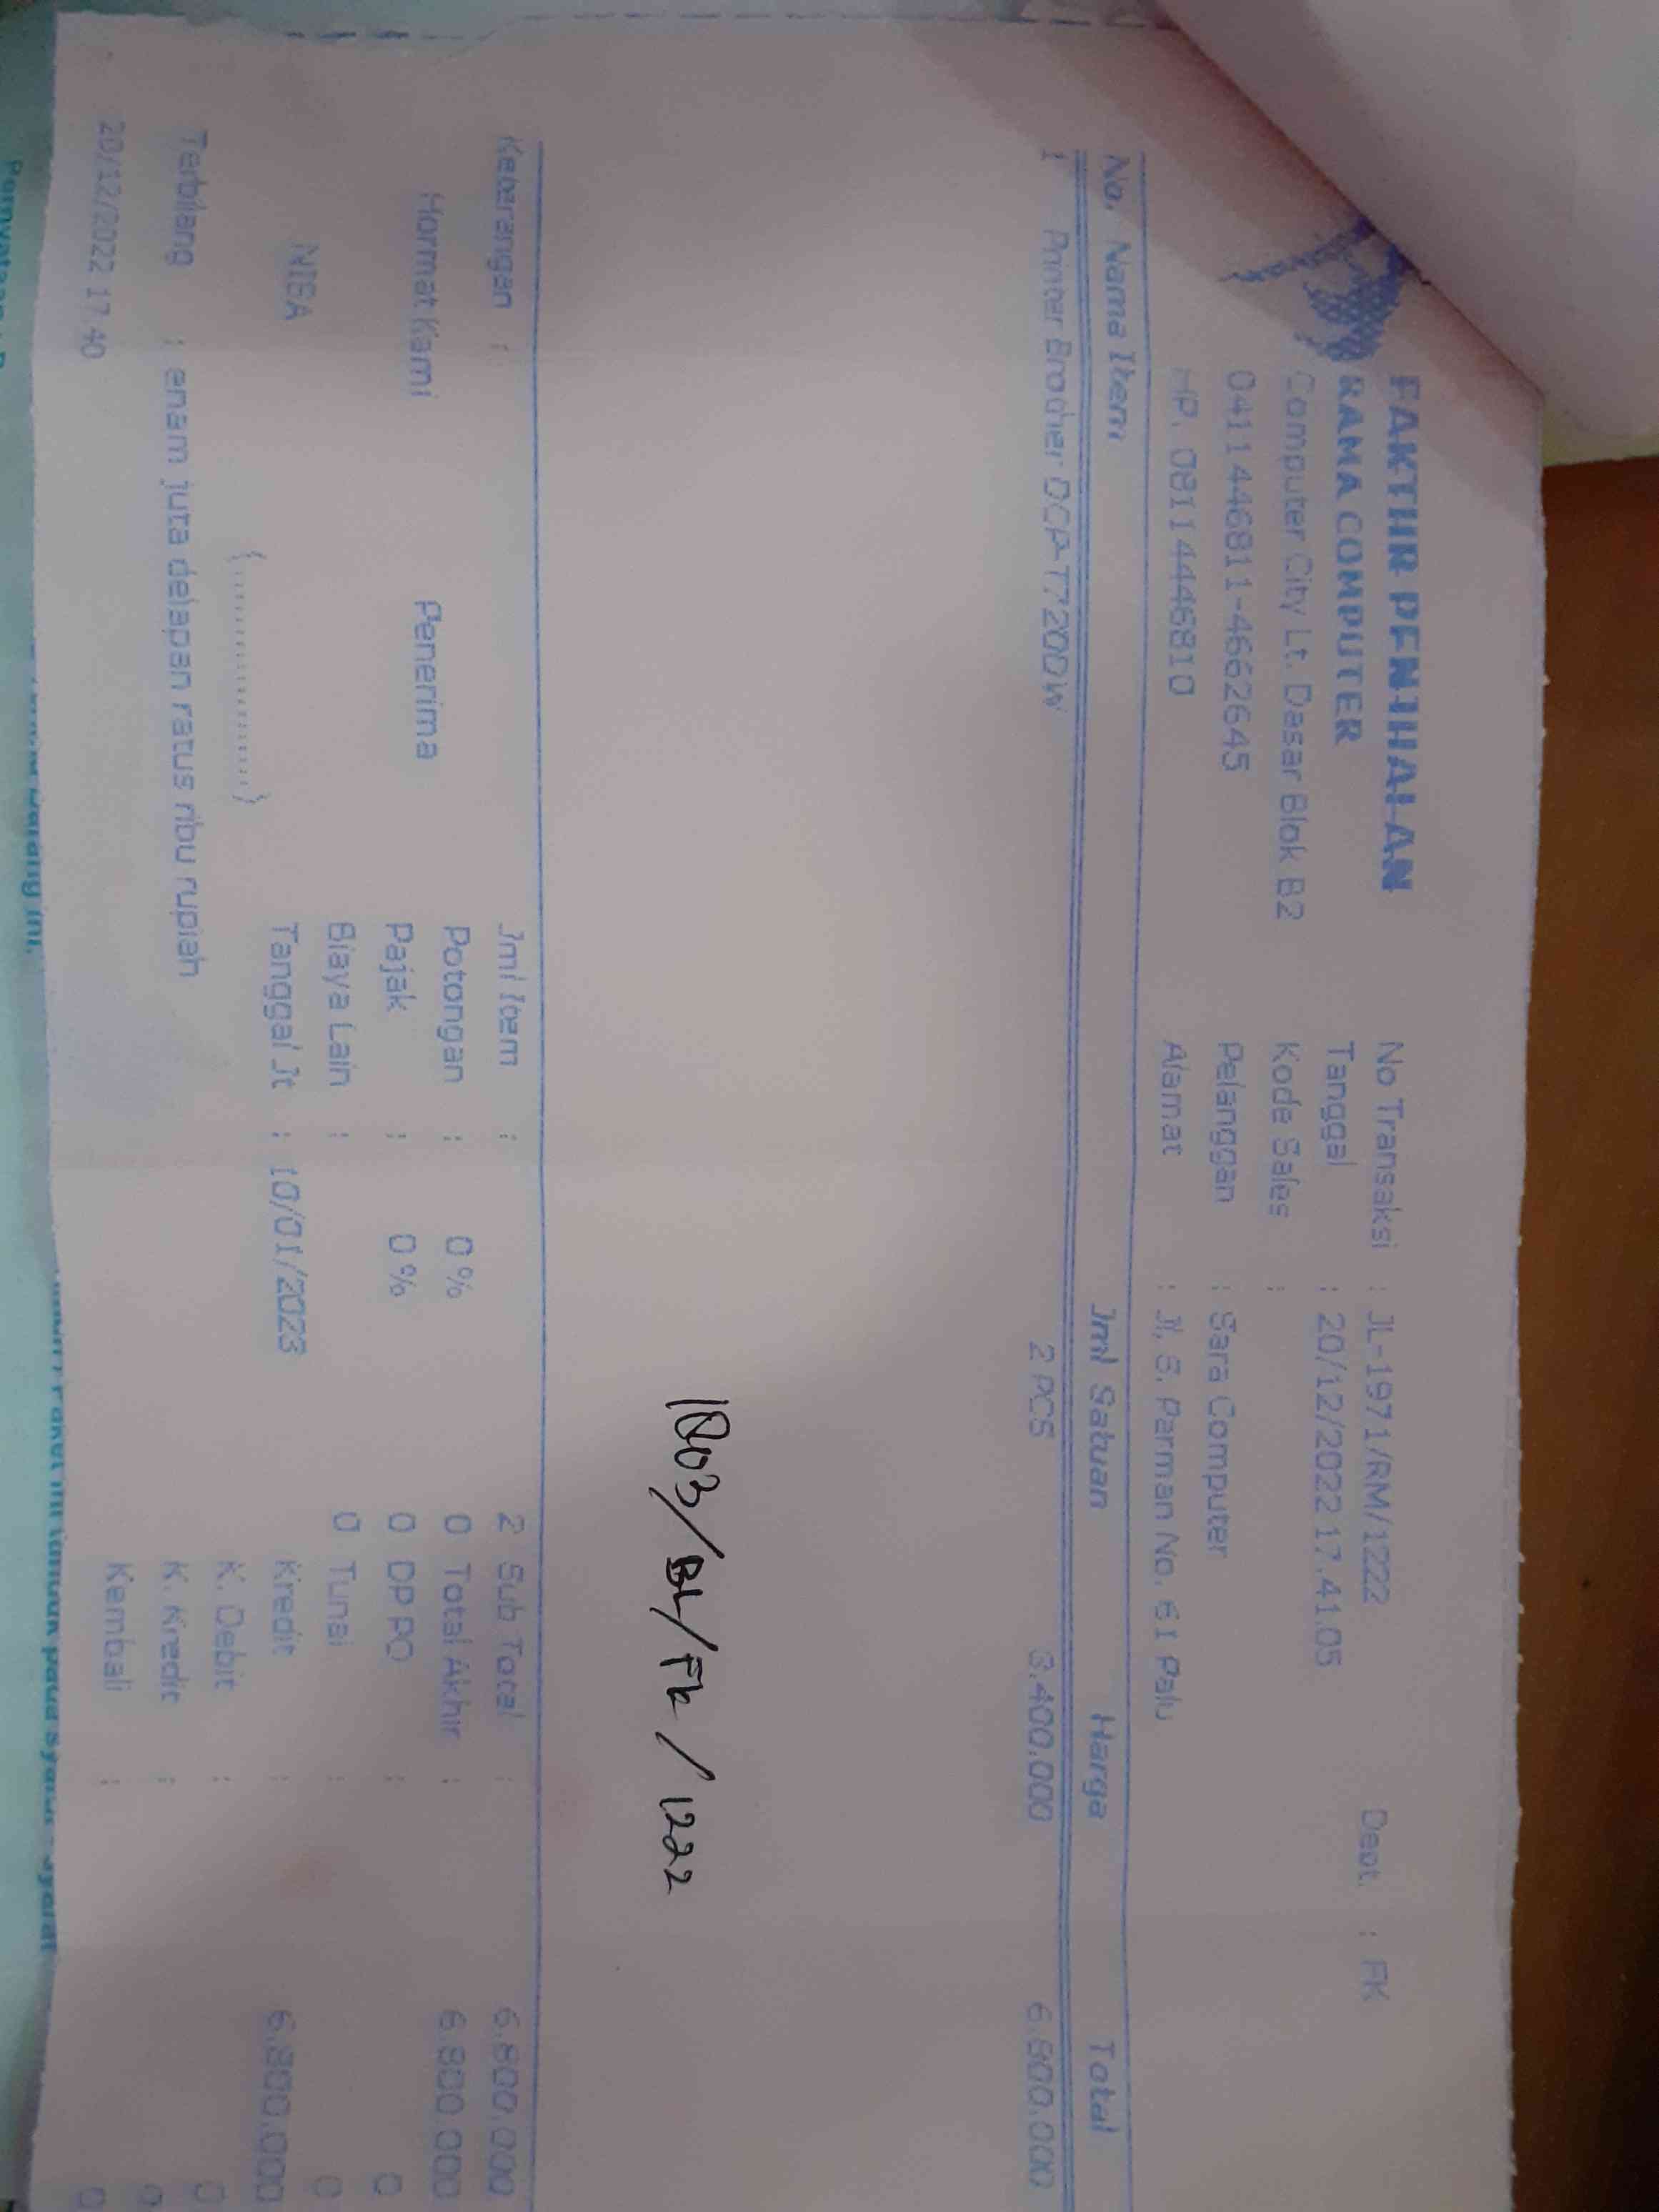 FAKTUR PENJUALAN
RAMA COMPUTER
Computer City Lt. Dasar Blok B2
0411446811-4662645
HP. 08114446810
No Transaksi : JL-1971/RM/1222 Dept. : FK
Tanggal : 20/12/2022 17.41.05
Kode Sales :
Pelanggan : Sara Computer
Alamat : Jl. S. Parman No. 61 Palu
No. Nama Item Jml Satuan Harga Total
1 Printer Brother DCP-T720DW 2 PCS 3.400.000 6.800.000
/BL/FK/1222
Keterangan : Jml Item : 2 Sub Total : 6.800.000
Hormat Kami Penerima Potongan : 0 % 0 Total Akhir : 6.800.000
Pajak : 0 % 0 DP PO : 0
Biaya Lain : 0 Tunai : 0
NISA (..............) Tanggal Jt : 10/01/2023 Kredit : 6.800.000
K. Debit : 0
Terbilang : enam juta delapan ratus ribu rupiah K. Kredit : 0
20/12/2022 17.40 Kembali : 0